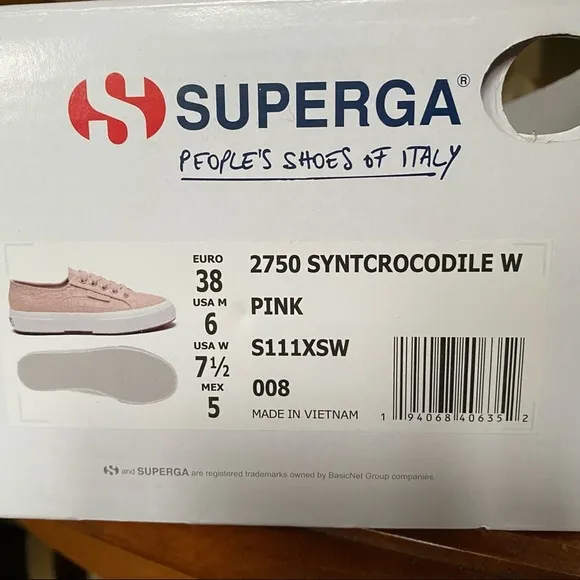 SUPERGA®
PEOPLE'S SHOES OF ITALY
EURO
38
USA M
6
USA W
7½
MEX
5
2750 SYNTCROCODILE W
PINK
S111XSW
008
MADE IN VIETNAM
1 94068 40635 2
and SUPERGA are registered trademarks owned by BasicNet Group companies.